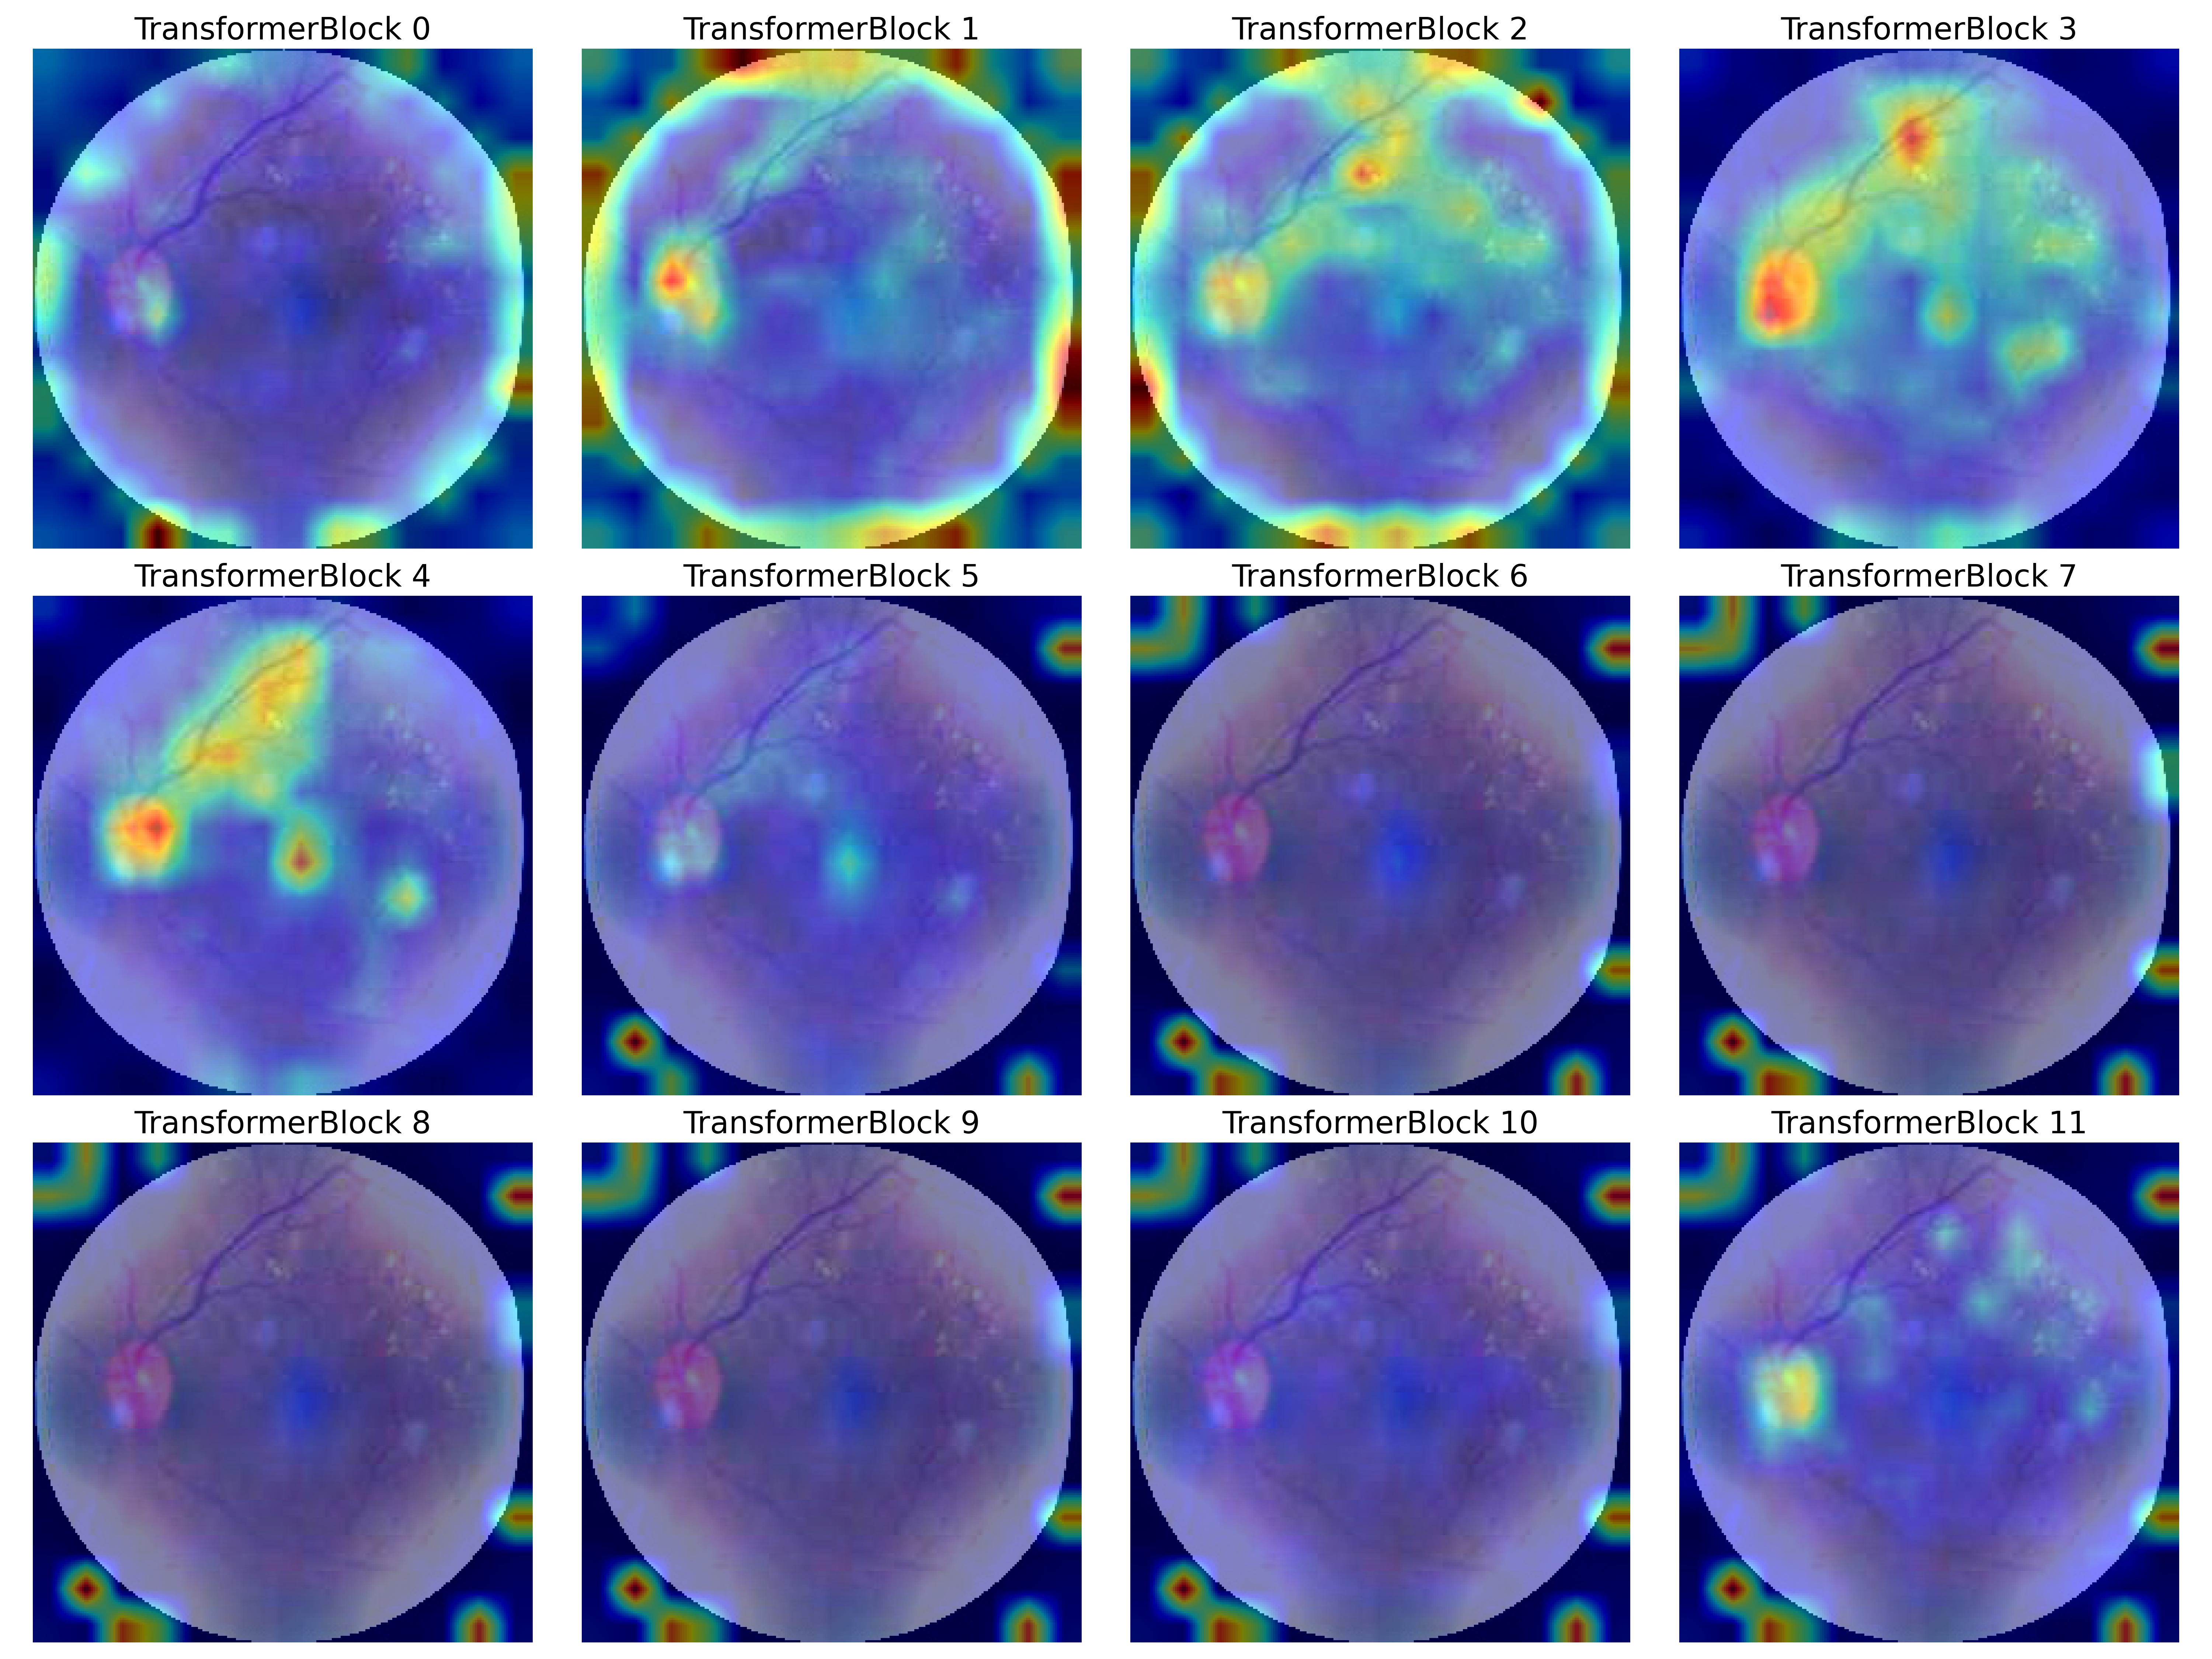 TransformerBlock 0
TransformerBlock 1
TransformerBlock 2
TransformerBlock 3
TransformerBlock 4
TransformerBlock 5
TransformerBlock 6
TransformerBlock 7
TransformerBlock 8
TransformerBlock 9
TransformerBlock 10
TransformerBlock 11